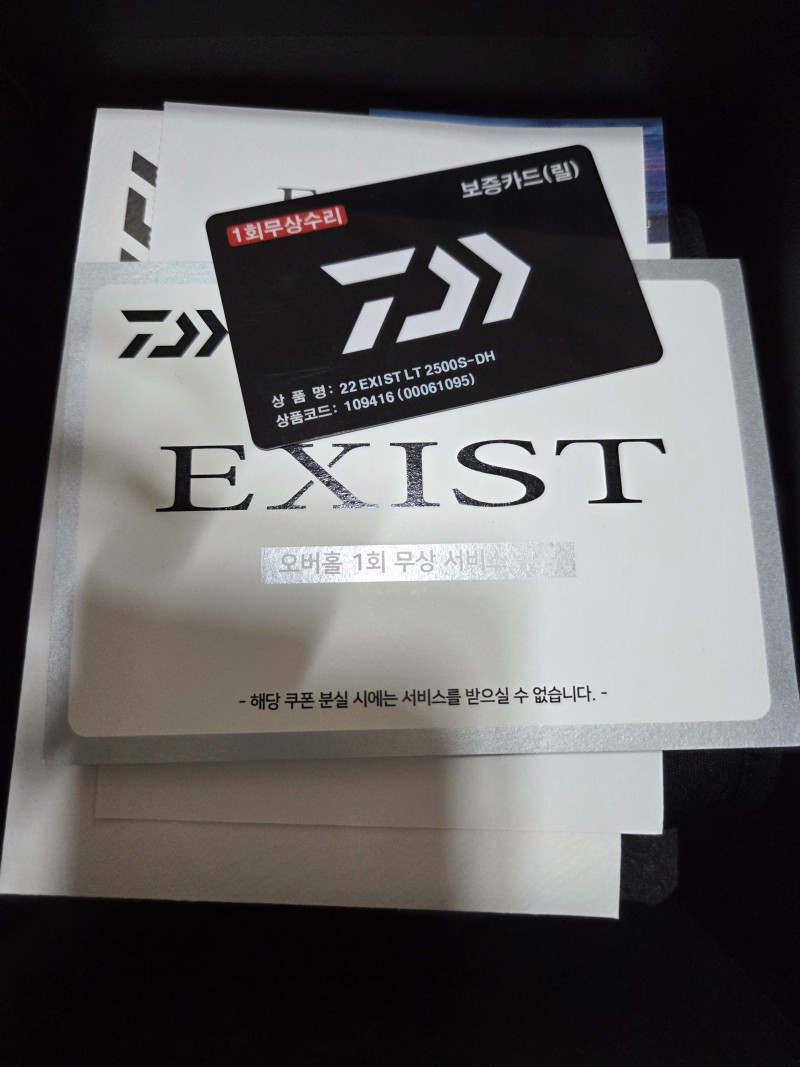 보증카드(릴)
1회무상수리
상 품 명: 22 EXIST LT 2500S-DH
상품코드: 109416 (00061095)
EXIST
오버홀 1회 무상 서비스
- 해당 쿠폰 분실 시에는 서비스를 받으실 수 없습니다. -